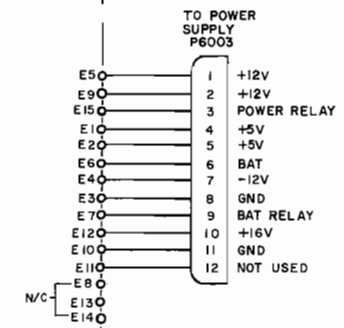 TO POWER
SUPPLY
P6003
E5 1 +12V
E9 2 +12V
E15 3 POWER RELAY
E1 4 +5V
E2 5 +5V
E6 6 BAT
E4 7 -12V
E3 8 GND
E7 9 BAT RELAY
E12 10 +16V
E10 11 GND
E11 12 NOT USED
E8
N/C E13
E14